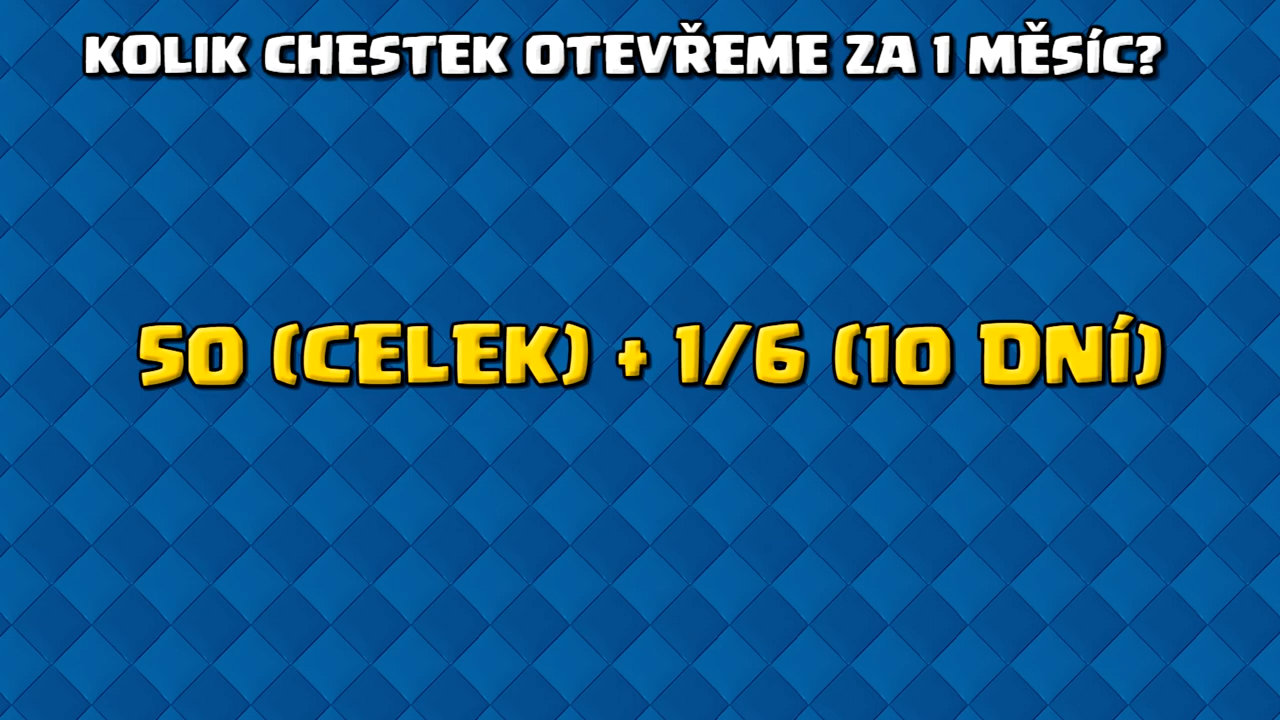 KOLIK CHESTEK OTEVŘEME ZA 1 MĚSÍC?
50 (CELEK) + 1/6 (10 DNÍ)